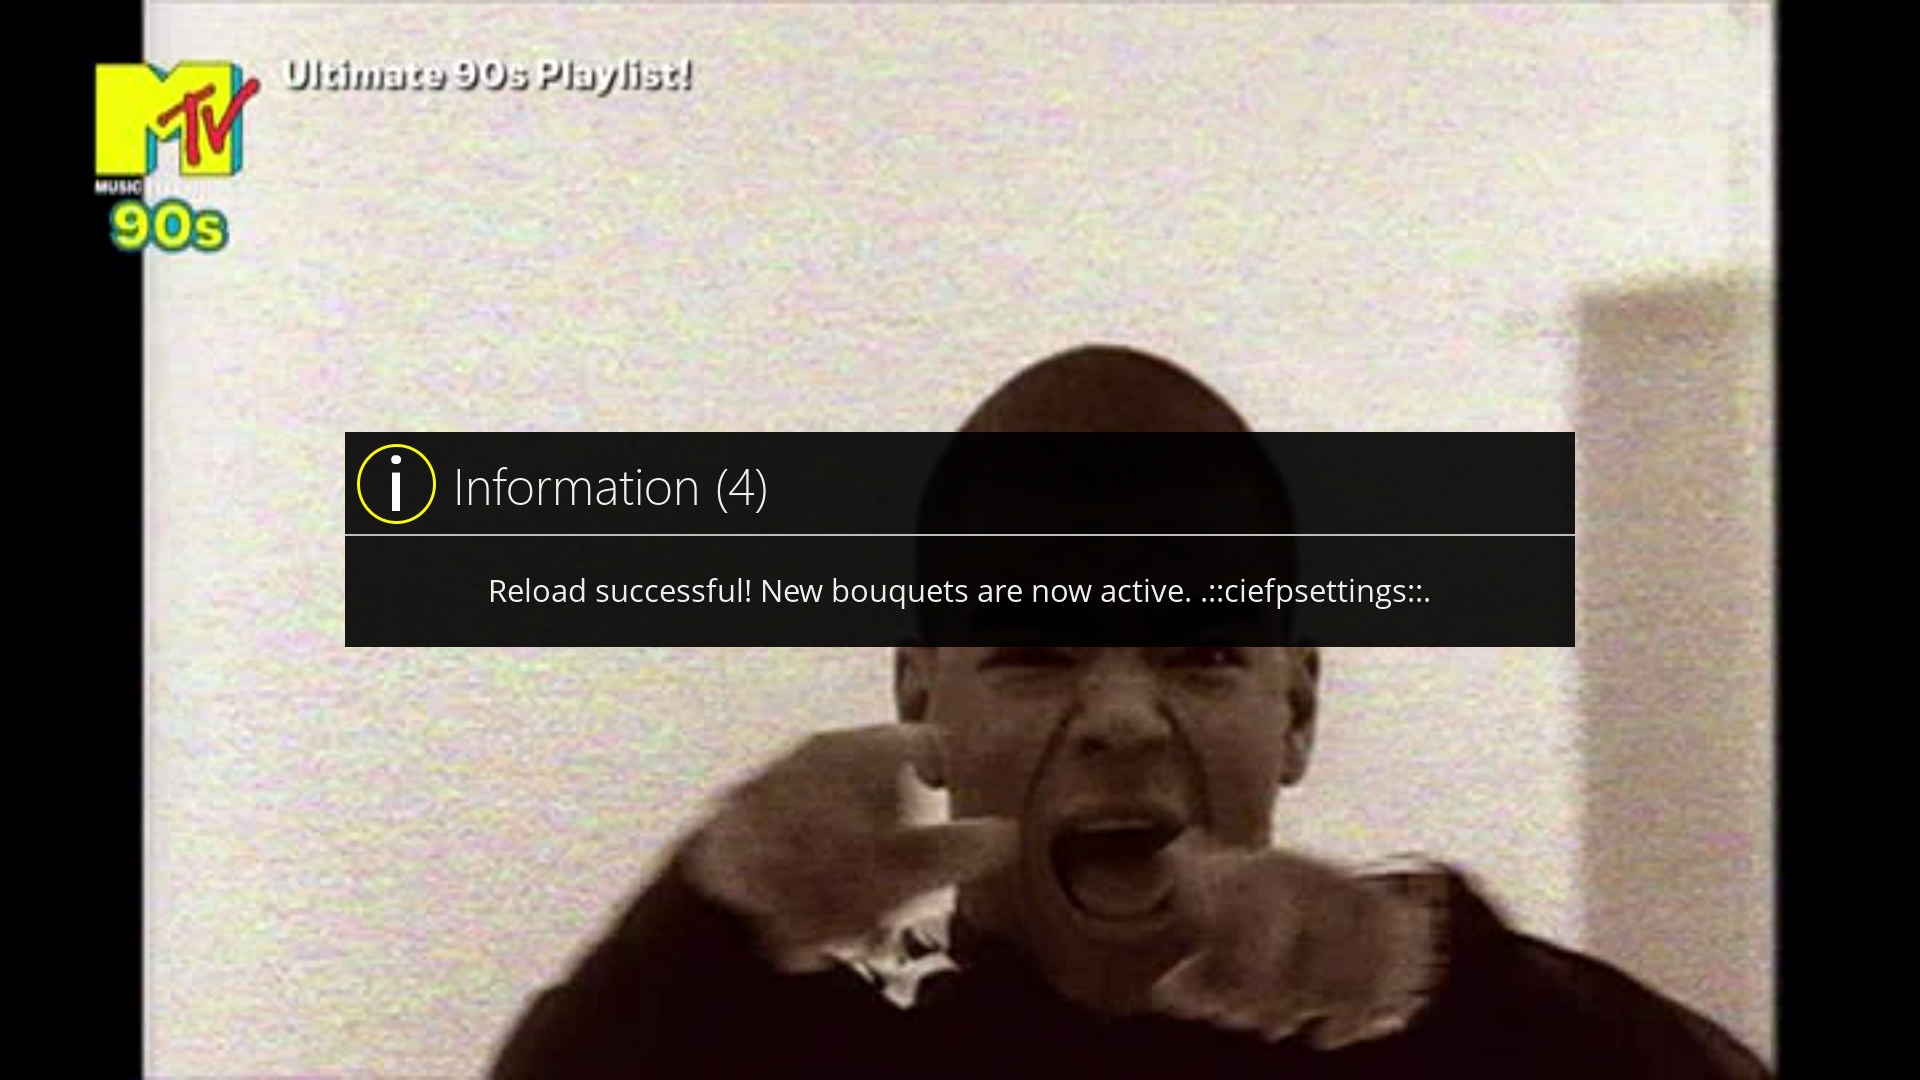 Ultimate 90s Playlist!
MTV
MUSIC
90s
i Information (4)
Reload successful! New bouquets are now active. .::ciefpsettings::.